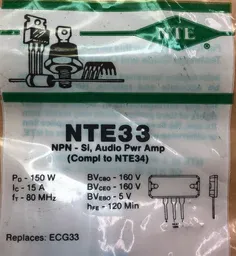 NTE
NTE33
NPN - Si, Audio Pwr Amp
(Compl to NTE34)
PD - 150 W
IC - 15 A
fT - 80 MHz
BVCBO - 160 V
BVCEO - 160 V
BVEBO - 5 V
hFE - 120 Min
Replaces: ECG33